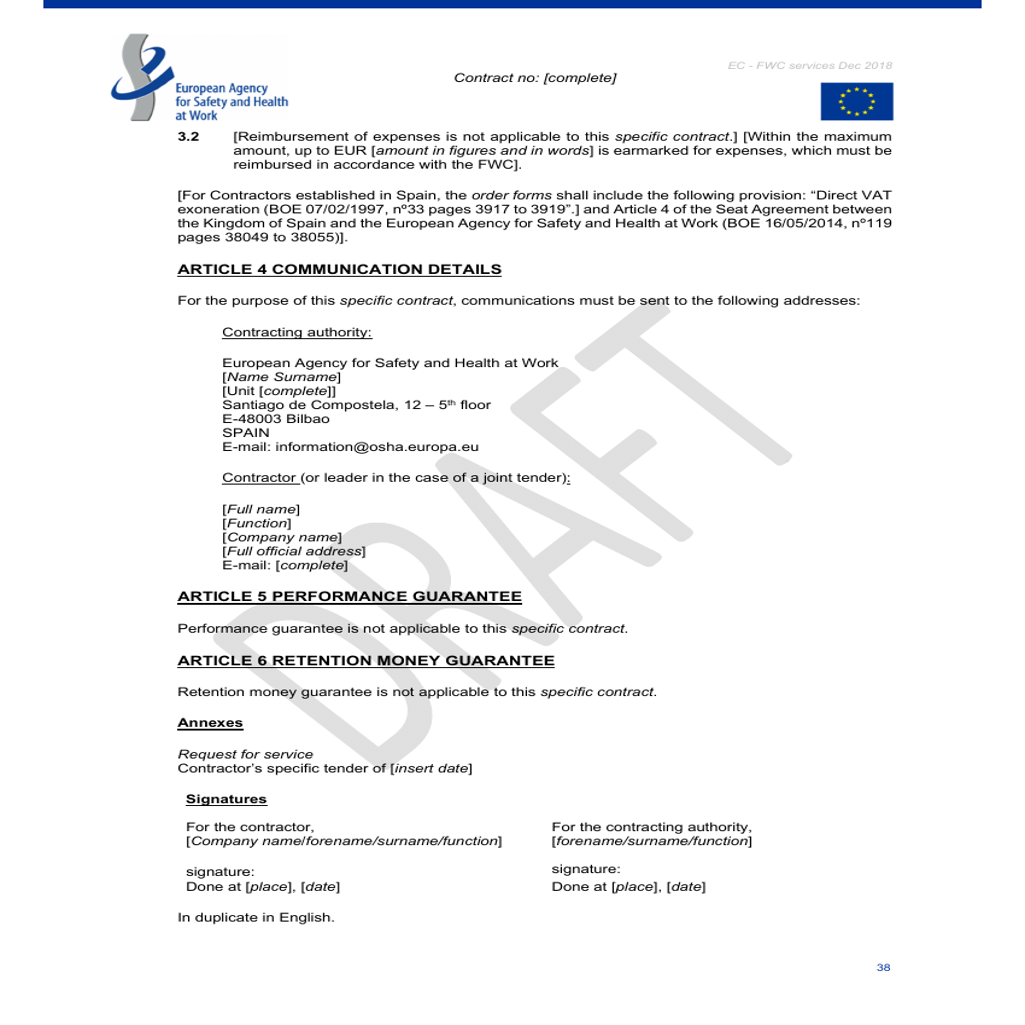 EC - FWC services Dec 2018
Contract no: [complete]
European Agency
for Safety and Health
at Work
3.2 [Reimbursement of expenses is not applicable to this specific contract.] [Within the maximum
amount, up to EUR [amount in figures and in words] is earmarked for expenses, which must be
reimbursed in accordance with the FWC].
[For Contractors established in Spain, the order forms shall include the following provision: “Direct VAT
exoneration (BOE 07/02/1997, nº33 pages 3917 to 3919”.] and Article 4 of the Seat Agreement between
the Kingdom of Spain and the European Agency for Safety and Health at Work (BOE 16/05/2014, nº119
pages 38049 to 38055)].
ARTICLE 4 COMMUNICATION DETAILS
For the purpose of this specific contract, communications must be sent to the following addresses:
Contracting authority:
European Agency for Safety and Health at Work
[Name Surname]
[Unit [complete]]
Santiago de Compostela, 12 – 5th floor
E-48003 Bilbao
SPAIN
E-mail: information@osha.europa.eu
Contractor (or leader in the case of a joint tender):
[Full name]
[Function]
[Company name]
[Full official address]
E-mail: [complete]
ARTICLE 5 PERFORMANCE GUARANTEE
Performance guarantee is not applicable to this specific contract.
ARTICLE 6 RETENTION MONEY GUARANTEE
Retention money guarantee is not applicable to this specific contract.
Annexes
Request for service
Contractor’s specific tender of [insert date]
Signatures
For the contractor,
[Company name/forename/surname/function]
signature:
Done at [place], [date]
For the contracting authority,
[forename/surname/function]
signature:
Done at [place], [date]
In duplicate in English.
38
DRAFT